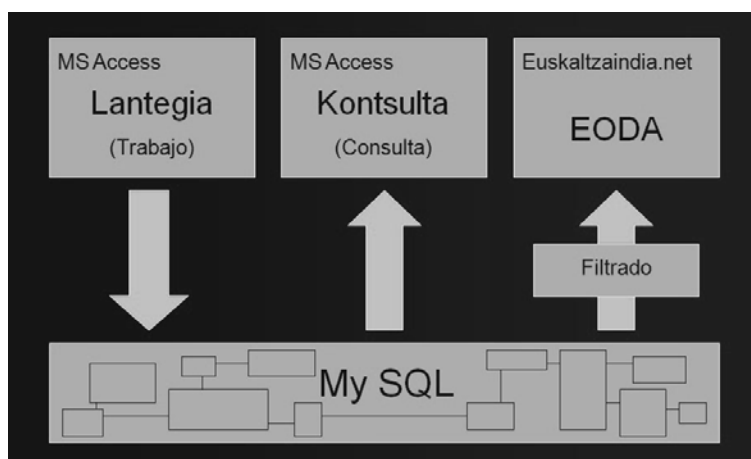 MS Access
Lantegia
(Trabajo)
MS Access
Kontsulta
(Consulta)
Euskaltzaindia.net
EODA
Filtrado
My SQL